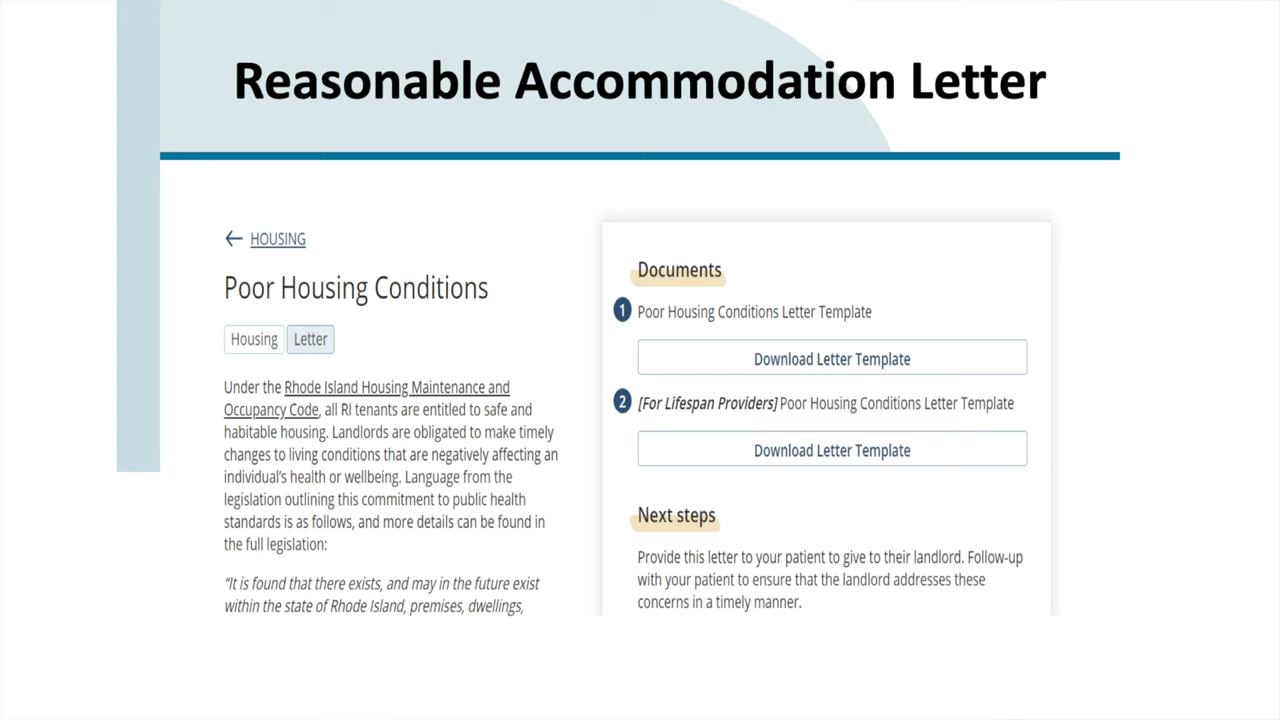 Reasonable Accommodation Letter
← HOUSING
Poor Housing Conditions
Housing Letter
Under the Rhode Island Housing Maintenance and
Occupancy Code, all RI tenants are entitled to safe and
habitable housing. Landlords are obligated to make timely
changes to living conditions that are negatively affecting an
individual's health or wellbeing. Language from the
legislation outlining this commitment to public health
standards is as follows, and more details can be found in
the full legislation:
“It is found that there exists, and may in the future exist
within the state of Rhode Island, premises, dwellings,
Documents
1 Poor Housing Conditions Letter Template
Download Letter Template
2 [For Lifespan Providers] Poor Housing Conditions Letter Template
Download Letter Template
Next steps
Provide this letter to your patient to give to their landlord. Follow-up
with your patient to ensure that the landlord addresses these
concerns in a timely manner.